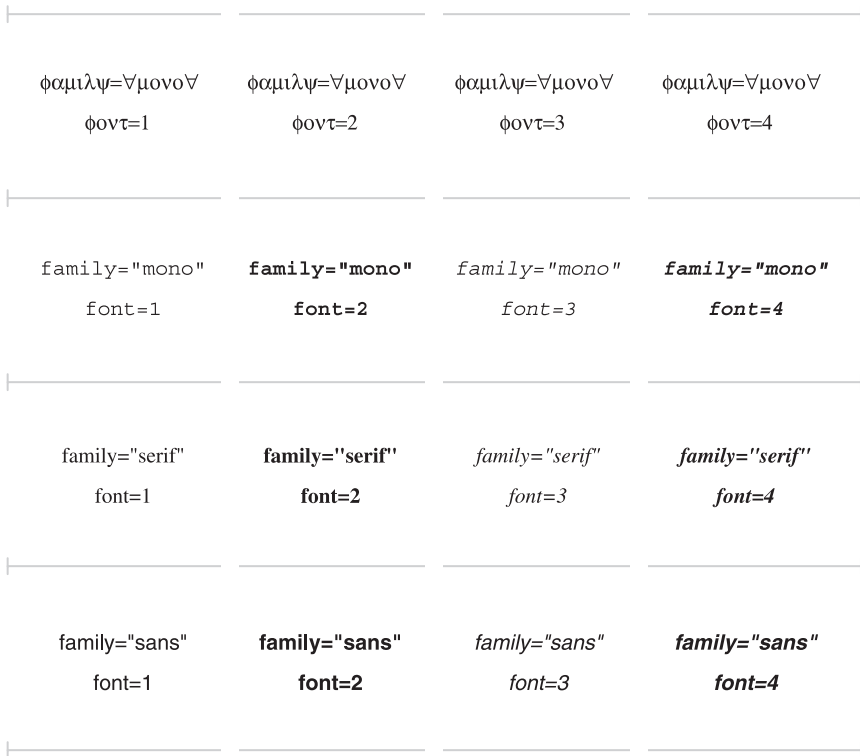 φαμιλψ=∀μονο∀ φαμιλψ=∀μονο∀ φαμιλψ=∀μονο∀ φαμιλψ=∀μονο∀
φοντ=1 φοντ=2 φοντ=3 φοντ=4
family="mono" family="mono" family="mono" family="mono"
font=1 font=2 font=3 font=4
family="serif" family="serif" family="serif" family="serif"
font=1 font=2 font=3 font=4
family="sans" family="sans" family="sans" family="sans"
font=1 font=2 font=3 font=4